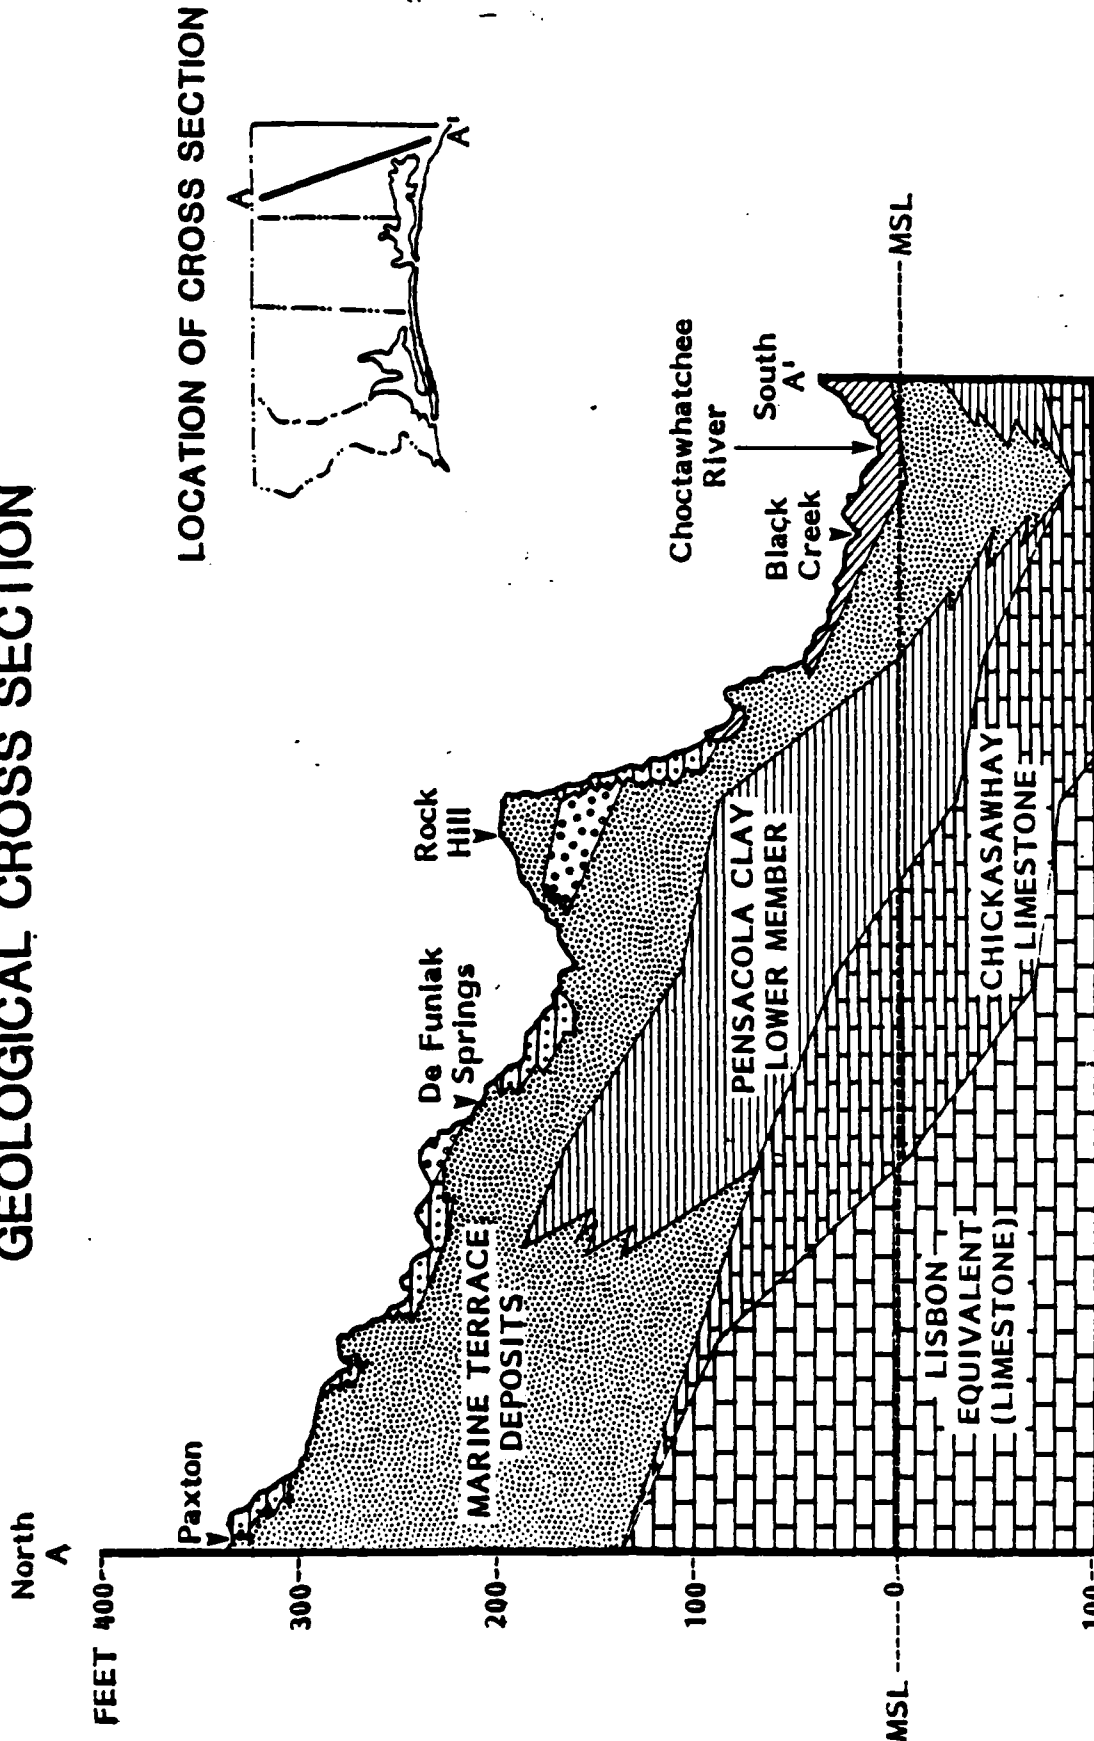 GEOLOGICAL CROSS SECTION
LOCATION OF CROSS SECTION
A
A'
North
A
FEET 400
300
200
100
MSL 0
100
Paxton
De Funiak
Springs
Rock
Hill
Black
Creek
Choctawhatchee
River
South
A'
MSL
MARINE TERRACE
DEPOSITS
PENSACOLA CLAY
LOWER MEMBER
CHICKASAWHAY
LIMESTONE
LISBON
EQUIVALENT
(LIMESTONE)